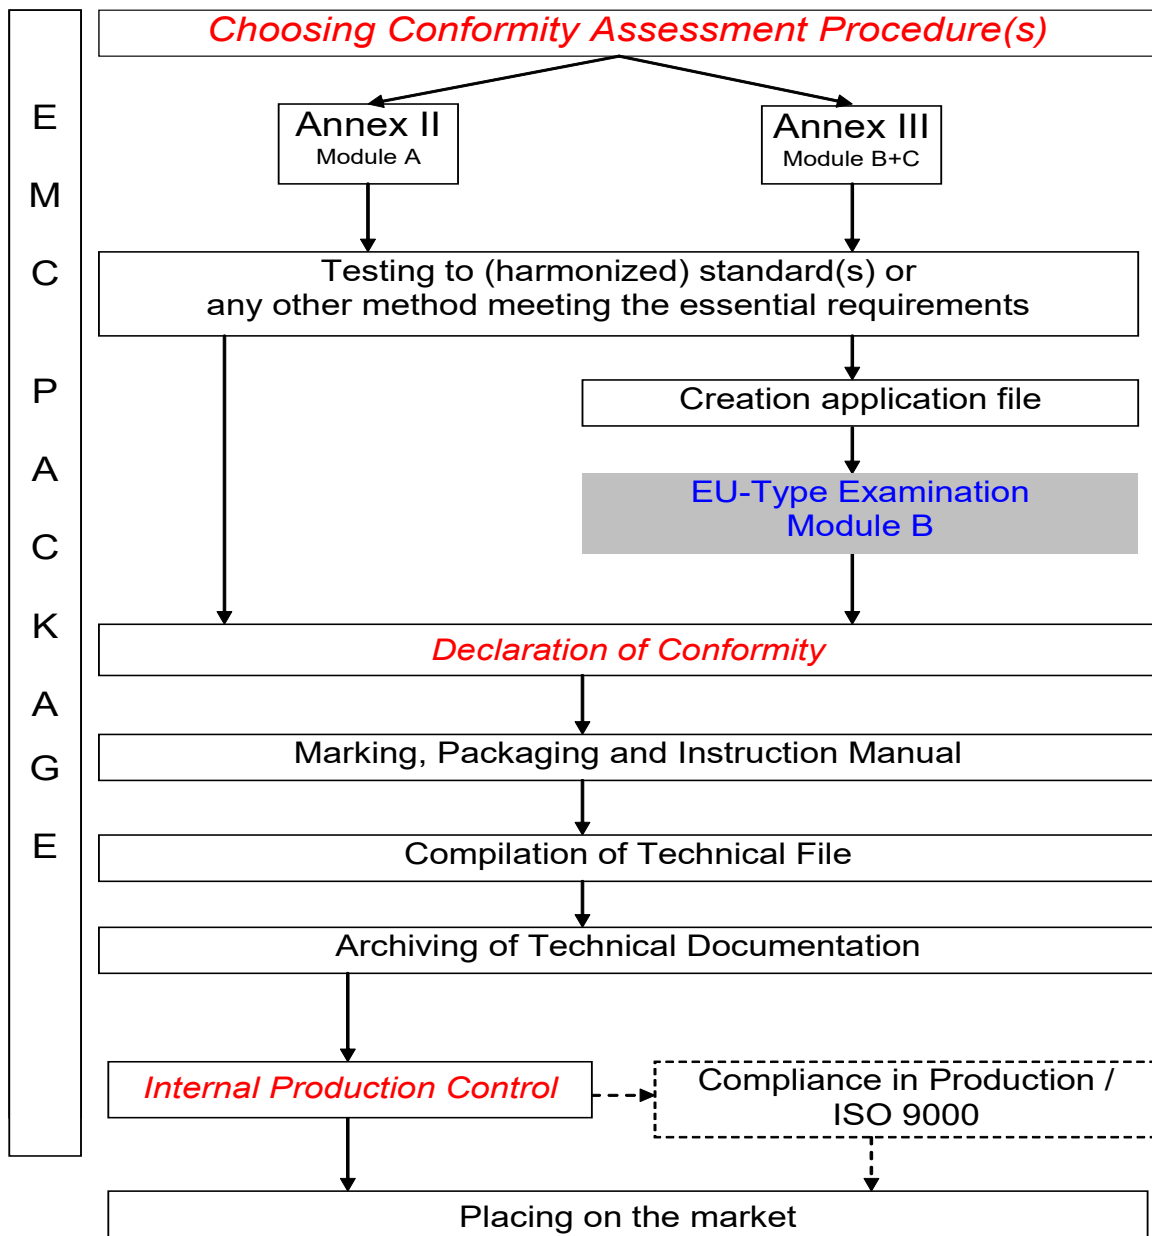 Choosing Conformity Assessment Procedure(s)
E
M
C
P
A
C
K
A
G
E
Annex II
Module A
Annex III
Module B+C
Testing to (harmonized) standard(s) or
any other method meeting the essential requirements
Creation application file
EU-Type Examination
Module B
Declaration of Conformity
Marking, Packaging and Instruction Manual
Compilation of Technical File
Archiving of Technical Documentation
Internal Production Control
Compliance in Production /
ISO 9000
Placing on the market